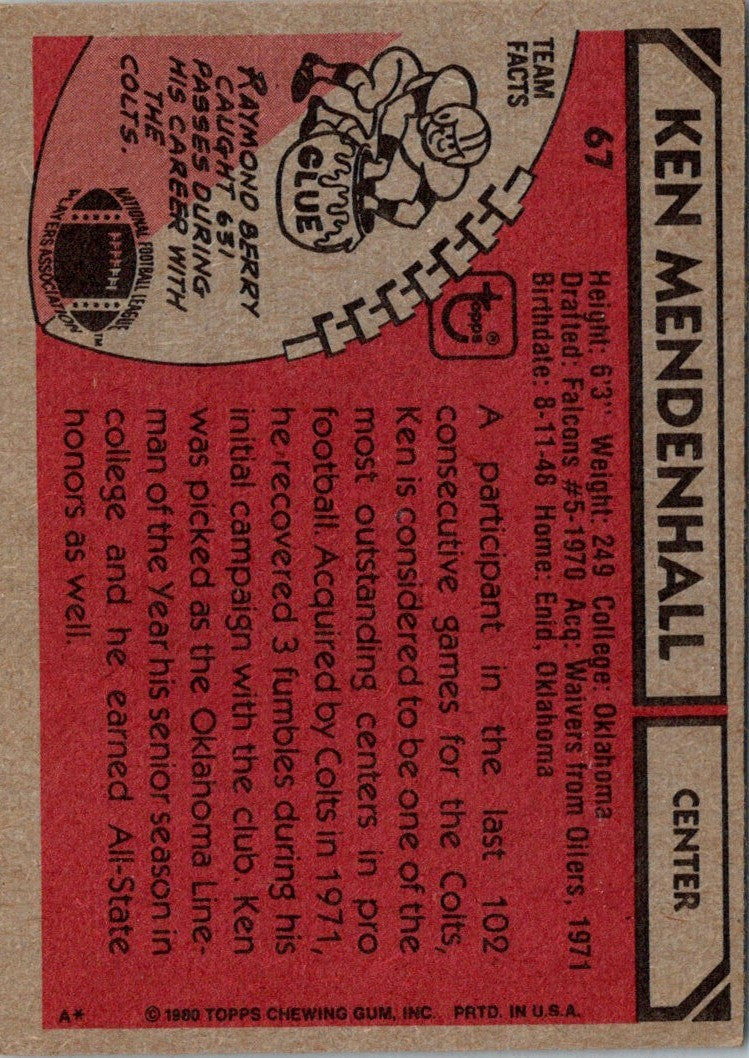 KEN MENDENHALL
CENTER
67
Height: 6'3" Weight: 249 College: Oklahoma
Drafted: Falcons #5-1970 Acq: Waivers from Oilers, 1971
Birthdate: 8-11-48 Home: Enid, Oklahoma
TEAM
FACTS
GLUE
RAYMOND BERRY
CAUGHT 631
PASSES DURING
HIS CAREER WITH
THE
COLTS.
NATIONAL FOOTBALL LEAGUE
PLAYERS ASSOCIATION
TM
topps®
A participant in the last 102
consecutive games for the Colts,
Ken is considered to be one of the
most outstanding centers in pro
football. Acquired by Colts in 1971,
he recovered 3 fumbles during his
initial campaign with the club. Ken
was picked as the Oklahoma Line-
man of the Year his senior season in
college and he earned All-State
honors as well.
A* © 1980 TOPPS CHEWING GUM, INC. PRTD. IN U.S.A.